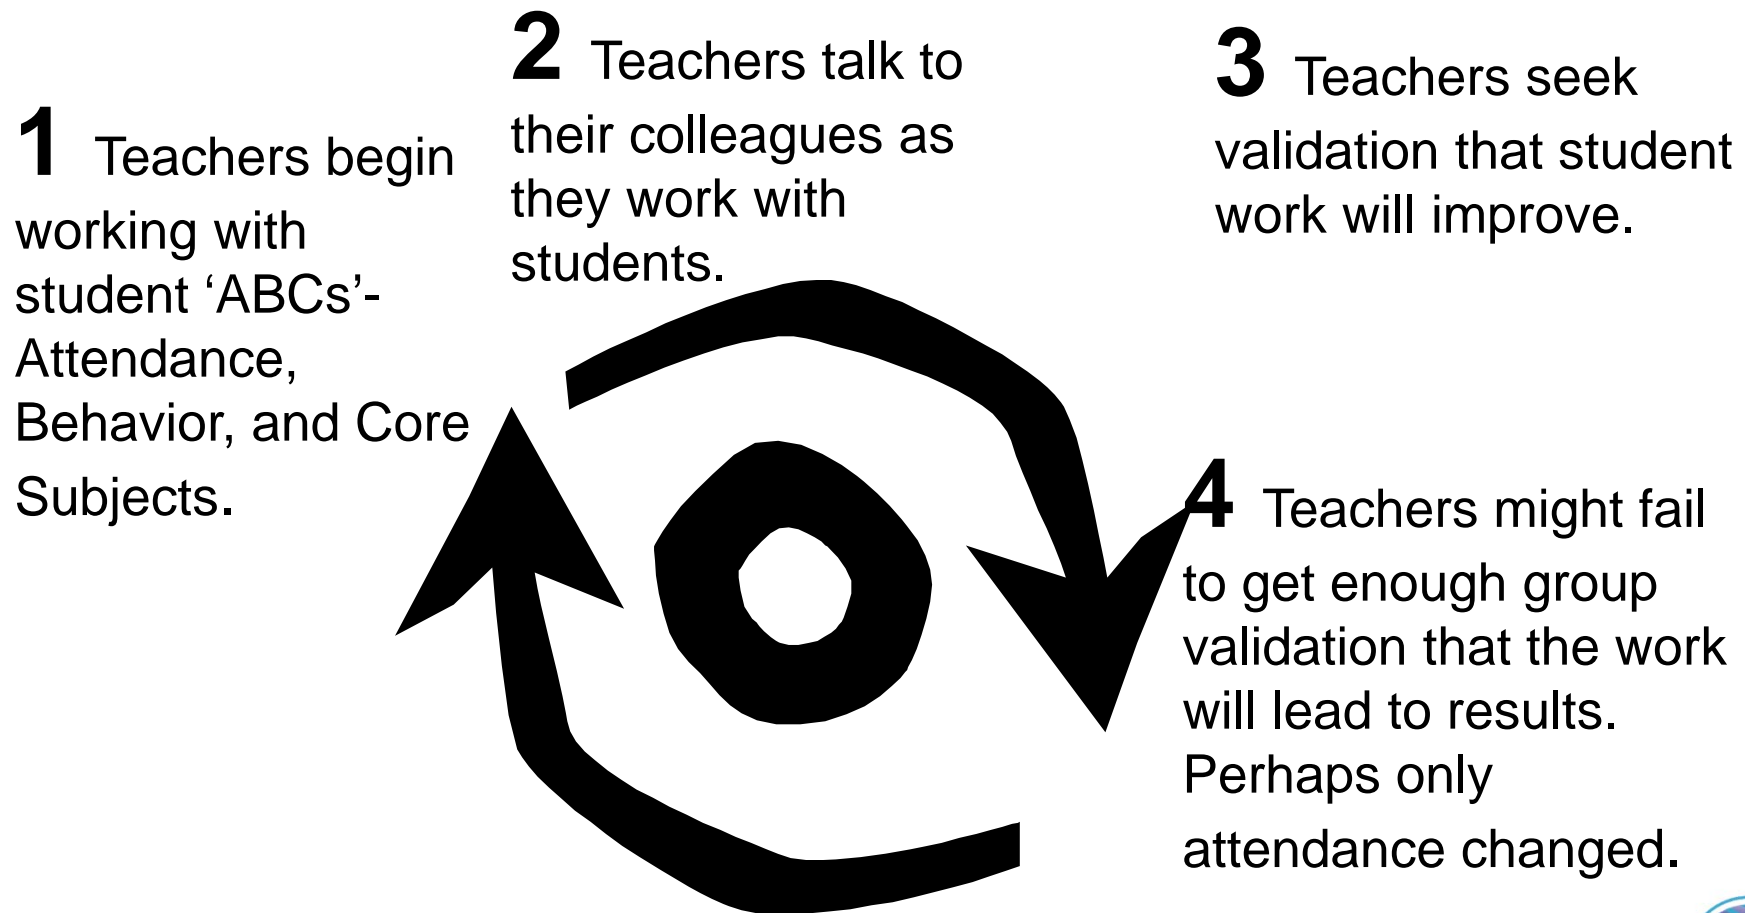 1 Teachers begin
working with
student ‘ABCs’-
Attendance,
Behavior, and Core
Subjects.
2 Teachers talk to
their colleagues as
they work with
students.
3 Teachers seek
validation that student
work will improve.
4 Teachers might fail
to get enough group
validation that the work
will lead to results.
Perhaps only
attendance changed.